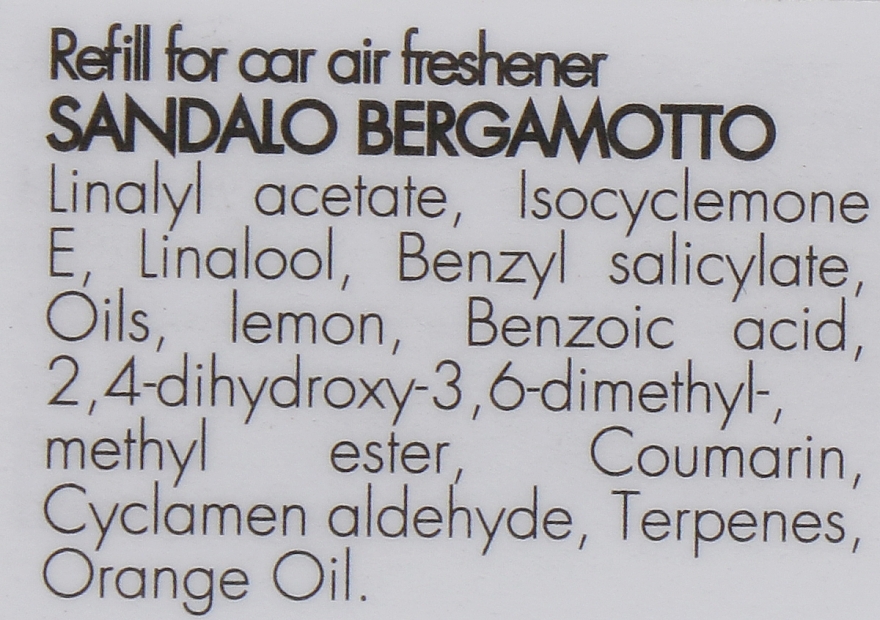 Refill for car air freshener
SANDALO BERGAMOTTO
Linalyl acetate, Isocyclemone
E, Linalool, Benzyl salicylate,
Oils, lemon, Benzoic acid,
2,4-dihydroxy-3,6-dimethyl-,
methyl ester, Coumarin,
Cyclamen aldehyde, Terpenes,
Orange Oil.